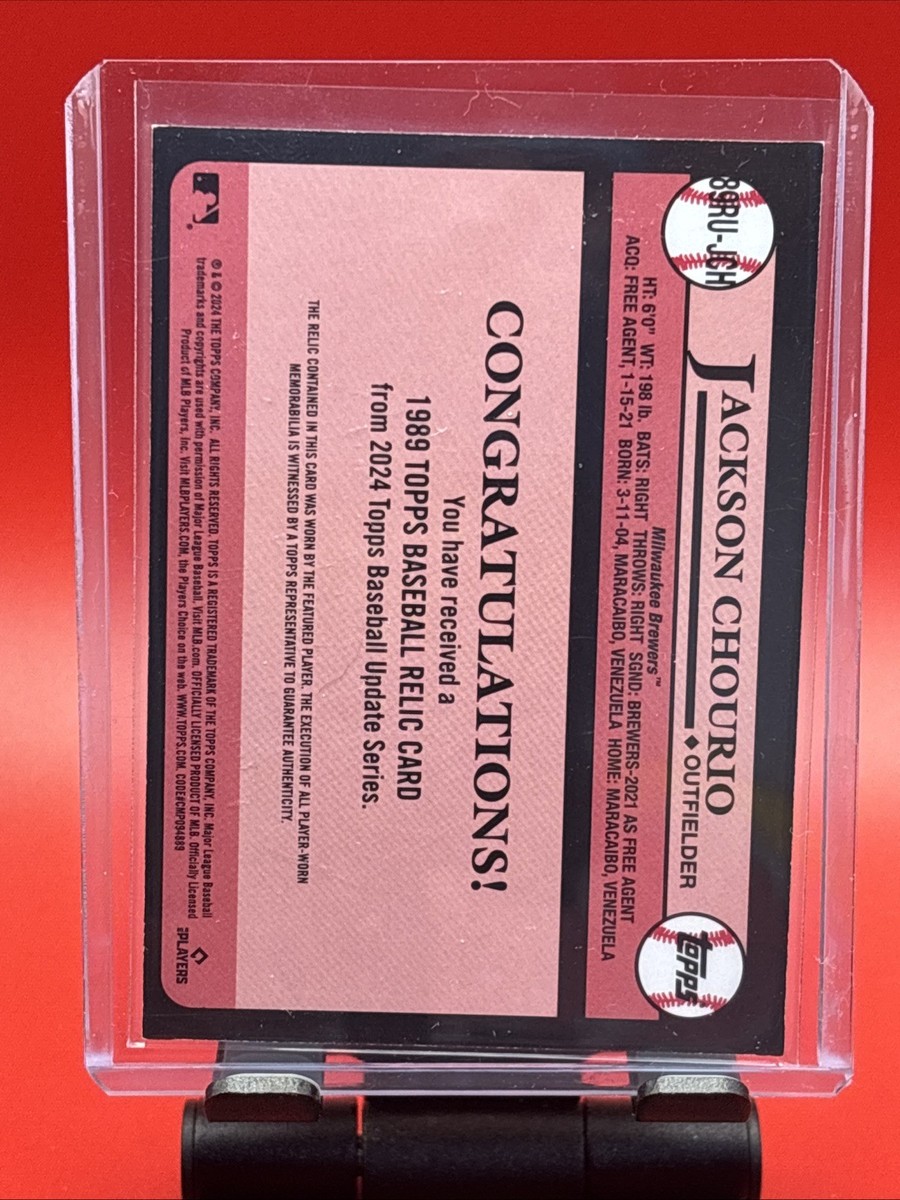 89RU-JCH
JACKSON CHOURIO
♦OUTFIELDER
topps
Milwaukee Brewers™
HT: 6'0" WT: 198 lb. BATS: RIGHT THROWS: RIGHT SGND: BREWERS-2021 AS FREE AGENT
ACQ: FREE AGENT, 1-15-21 BORN: 3-11-04, MARACAIBO, VENEZUELA HOME: MARACAIBO, VENEZUELA
CONGRATULATIONS!
You have received a
1989 TOPPS BASEBALL RELIC CARD
from 2024 Topps Baseball Update Series.
THE RELIC CONTAINED IN THIS CARD WAS WORN BY THE FEATURED PLAYER. THE EXECUTION OF ALL PLAYER-WORN
MEMORABILIA IS WITNESSED BY A TOPPS REPRESENTATIVE TO GUARANTEE AUTHENTICITY.
® & © 2024 THE TOPPS COMPANY, INC. ALL RIGHTS RESERVED. TOPPS IS A REGISTERED TRADEMARK OF THE TOPPS COMPANY, INC. Major League Baseball
trademarks and copyrights are used with permission of Major League Baseball. Visit MLB.com. OFFICIALLY LICENSED PRODUCT OF MLB. Officially Licensed
Product of MLB Players, Inc. Visit MLBPLAYERS.COM, the Players Choice on the web. WWW.TOPPS.COM. CODE#CMP094889
PLAYERS